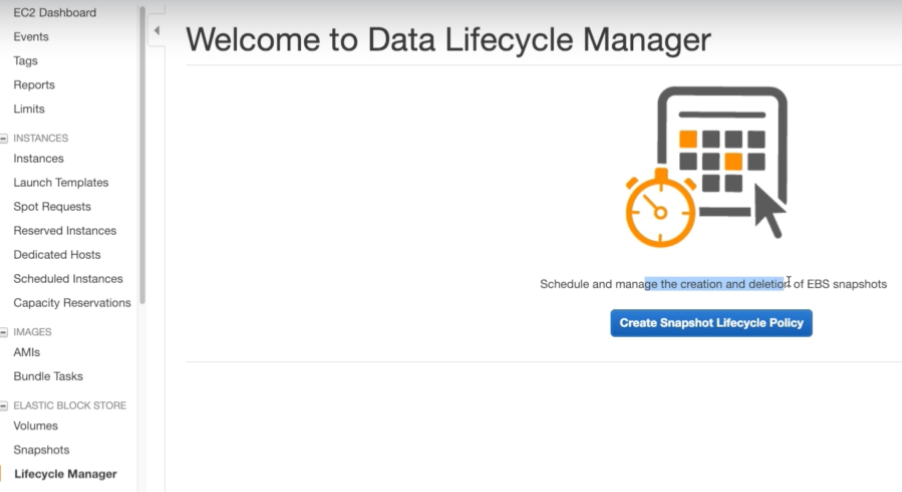 EC2 Dashboard
Events
Tags
Reports
Limits
INSTANCES
Instances
Launch Templates
Spot Requests
Reserved Instances
Dedicated Hosts
Scheduled Instances
Capacity Reservations
IMAGES
AMIs
Bundle Tasks
ELASTIC BLOCK STORE
Volumes
Snapshots
Lifecycle Manager
Welcome to Data Lifecycle Manager
Schedule and manage the creation and deletion of EBS snapshots
Create Snapshot Lifecycle Policy